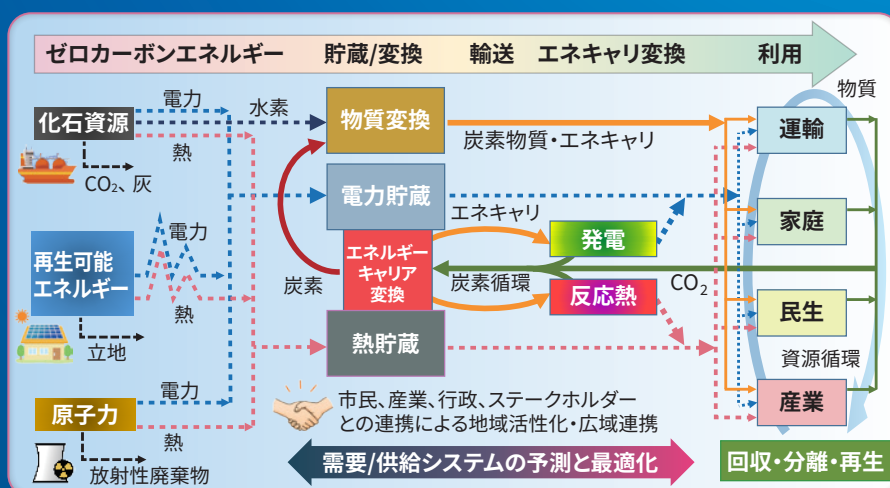 ゼロカーボンエネルギー 貯蔵/変換 輸送 エネキャリ変換 利用
物質
電力
水素
化石資源
熱
CO₂、灰
物質変換
炭素物質・エネキャリ
運輸
電力貯蔵
エネキャリ
発電
家庭
電力
再生可能
エネルギー
熱
立地
炭素
エネルギー
キャリア
変換
炭素循環
反応熱
CO₂
民生
熱貯蔵
資源循環
電力
原子力
熱
放射性廃棄物
市民、産業、行政、ステークホルダー
との連携による地域活性化・広域連携
産業
需要/供給システムの予測と最適化
回収・分離・再生